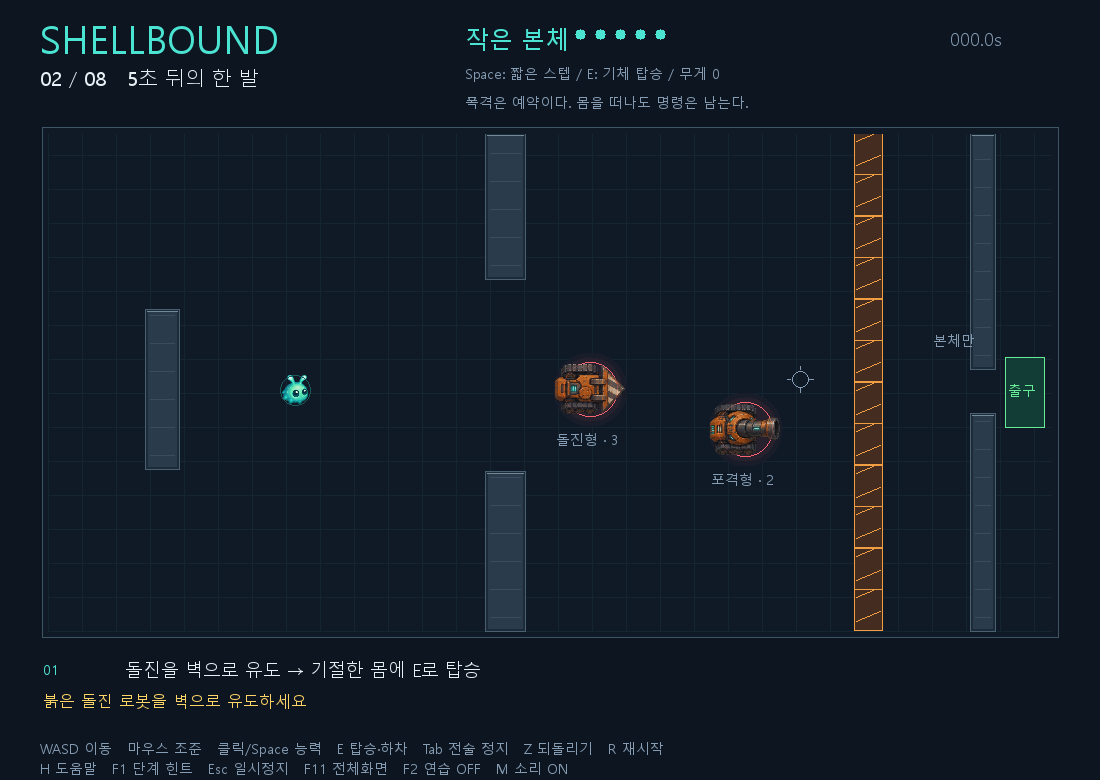 SHELLBOUND
작은 본체
000.0s
02 / 08 5초 뒤의 한 발
Space: 짧은 스텝 / E: 기체 탑승 / 무게 0
폭격은 예약이다. 몸을 떠나도 명령은 남는다.
본체만
출구
돌진형 · 3
포격형 · 2
01 돌진을 벽으로 유도 → 기절한 몸에 E로 탑승
붉은 돌진 로봇을 벽으로 유도하세요
WASD 이동 마우스 조준 클릭/Space 능력 E 탑승·하차 Tab 전술 정지 Z 되돌리기 R 재시작
H 도움말 F1 단계 힌트 Esc 일시정지 F11 전체화면 F2 연습 OFF M 소리 ON